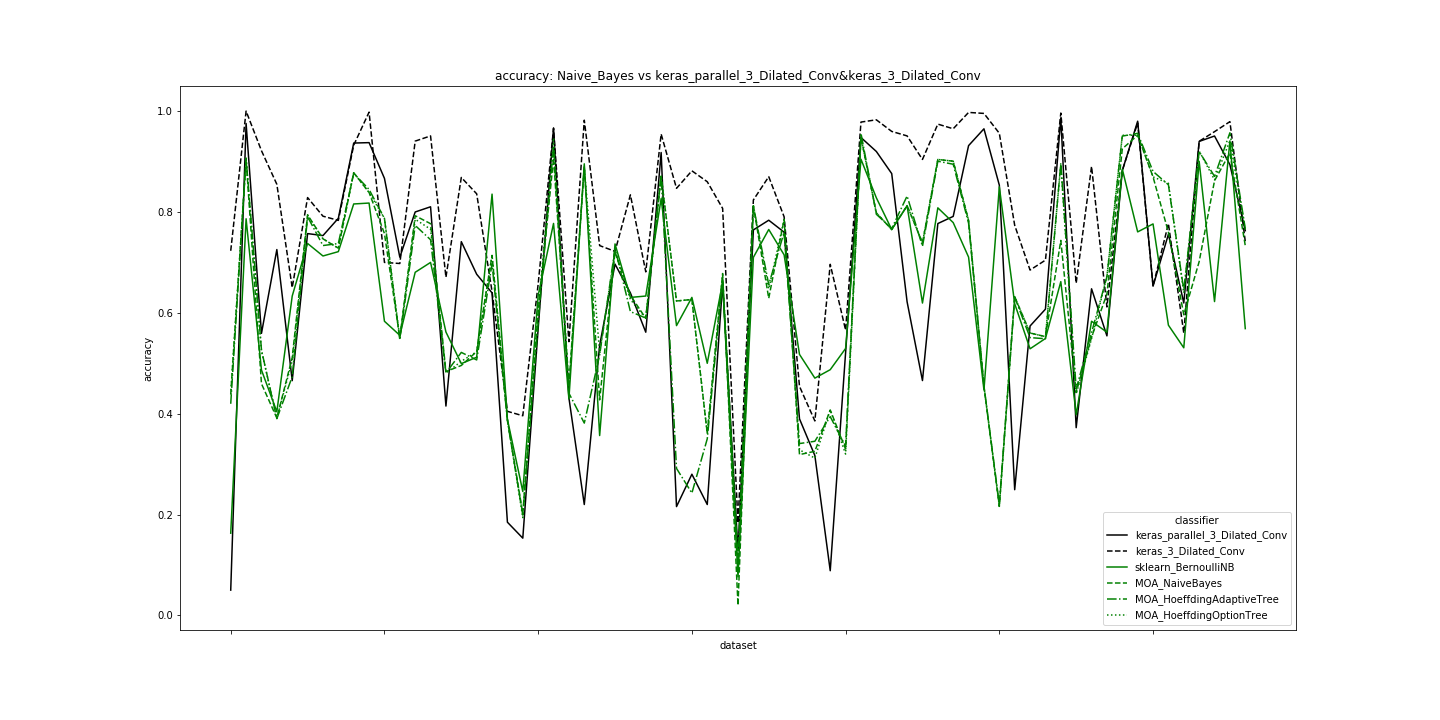 accuracy: Naive_Bayes vs keras_parallel_3_Dilated_Conv&keras_3_Dilated_Conv
1.0
0.8
0.6
0.4
0.2
0.0
accuracy
dataset
classifier
keras_parallel_3_Dilated_Conv
keras_3_Dilated_Conv
sklearn_BernoulliNB
MOA_NaiveBayes
MOA_HoeffdingAdaptiveTree
MOA_HoeffdingOptionTree